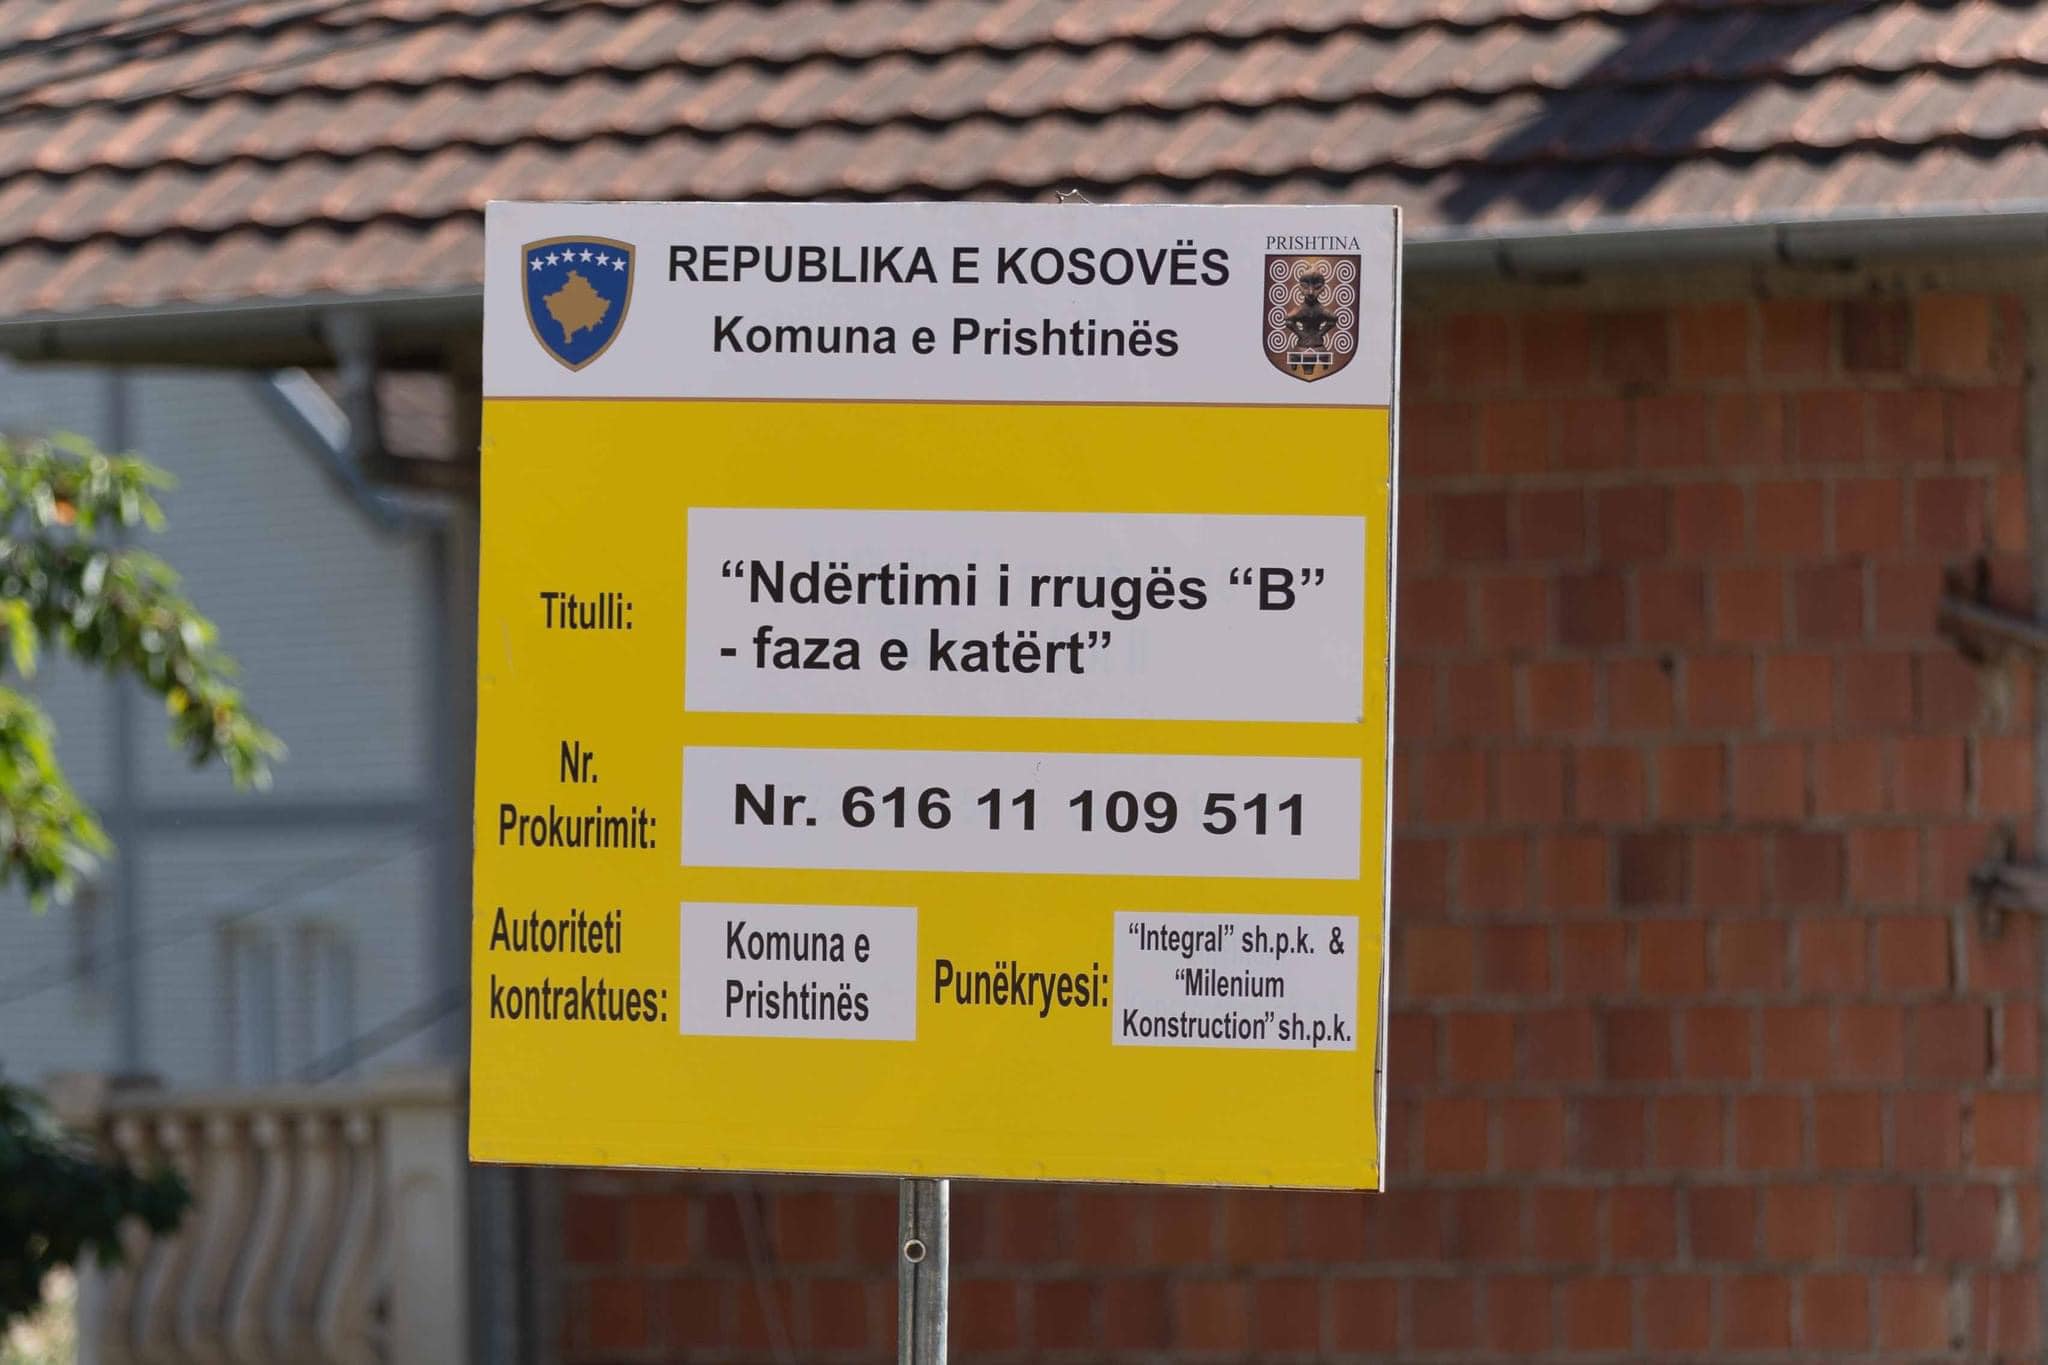 REPUBLIKA E KOSOVËS
Komuna e Prishtinës
PRISHTINA
Titulli:
“Ndërtimi i rrugës “B”
- faza e katërt”
Nr.
Prokurimit:
Nr. 616 11 109 511
Autoriteti
kontraktues:
Komuna e
Prishtinës
Punëkryesi:
“Integral” sh.p.k. &
“Milenium
Konstruction” sh.p.k.